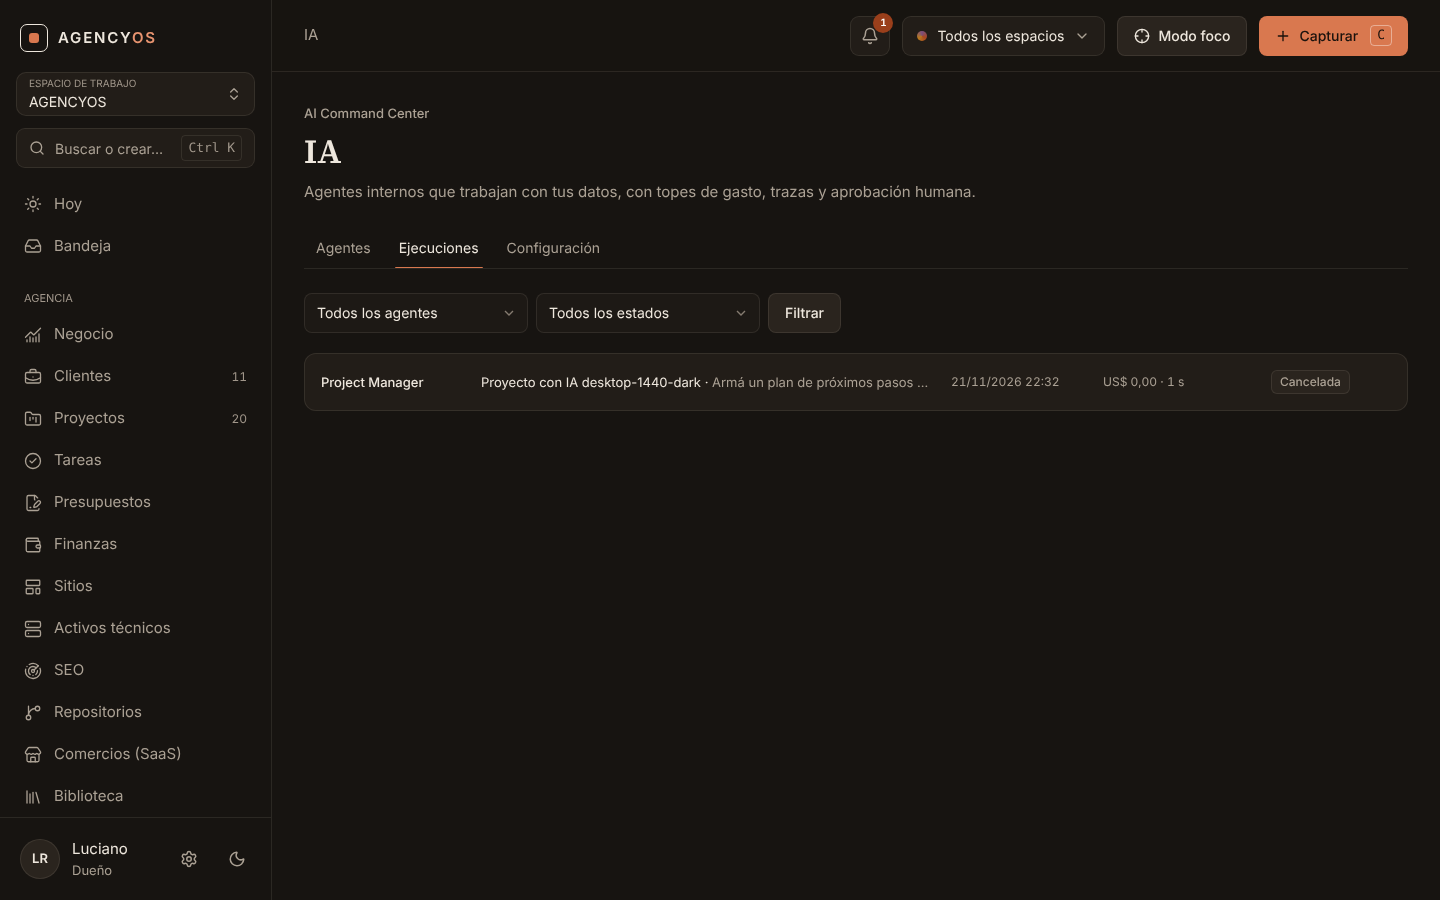 AGENCYOS
ESPACIO DE TRABAJO
AGENCYOS
Buscar o crear... Ctrl K
Hoy
Bandeja
AGENCIA
Negocio
Clientes 11
Proyectos 20
Tareas
Presupuestos
Finanzas
Sitios
Activos técnicos
SEO
Repositorios
Comercios (SaaS)
Biblioteca
LR Luciano
Dueño
IA
1
Todos los espacios
Modo foco
Capturar C
AI Command Center
IA
Agentes internos que trabajan con tus datos, con topes de gasto, trazas y aprobación humana.
Agentes Ejecuciones Configuración
Todos los agentes Todos los estados Filtrar
Project Manager Proyecto con IA desktop-1440-dark · Armá un plan de próximos pasos ... 21/11/2026 22:32 US$ 0,00 · 1 s Cancelada